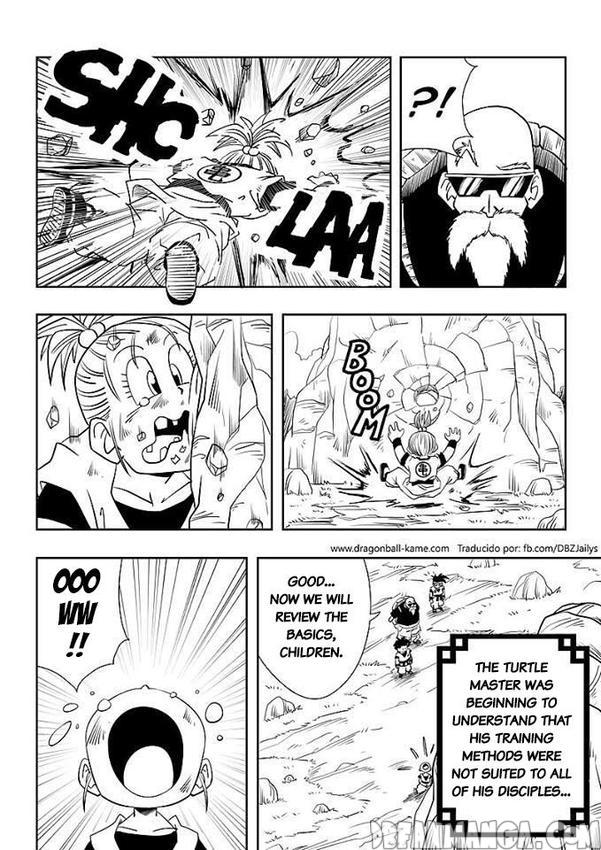 SHC
LAA
?!
BOOM
www.dragonball-kame.com Traducido por: fb.com/DBZJailys
OOO
WW
!!
GOOD...
NOW WE WILL
REVIEW THE
BASICS,
CHILDREN.
THE TURTLE
MASTER WAS
BEGINNING TO
UNDERSTAND THAT
HIS TRAINING
METHODS WERE
NOT SUITED TO ALL
OF HIS DISCIPLES...
DBFANMANGA.COM